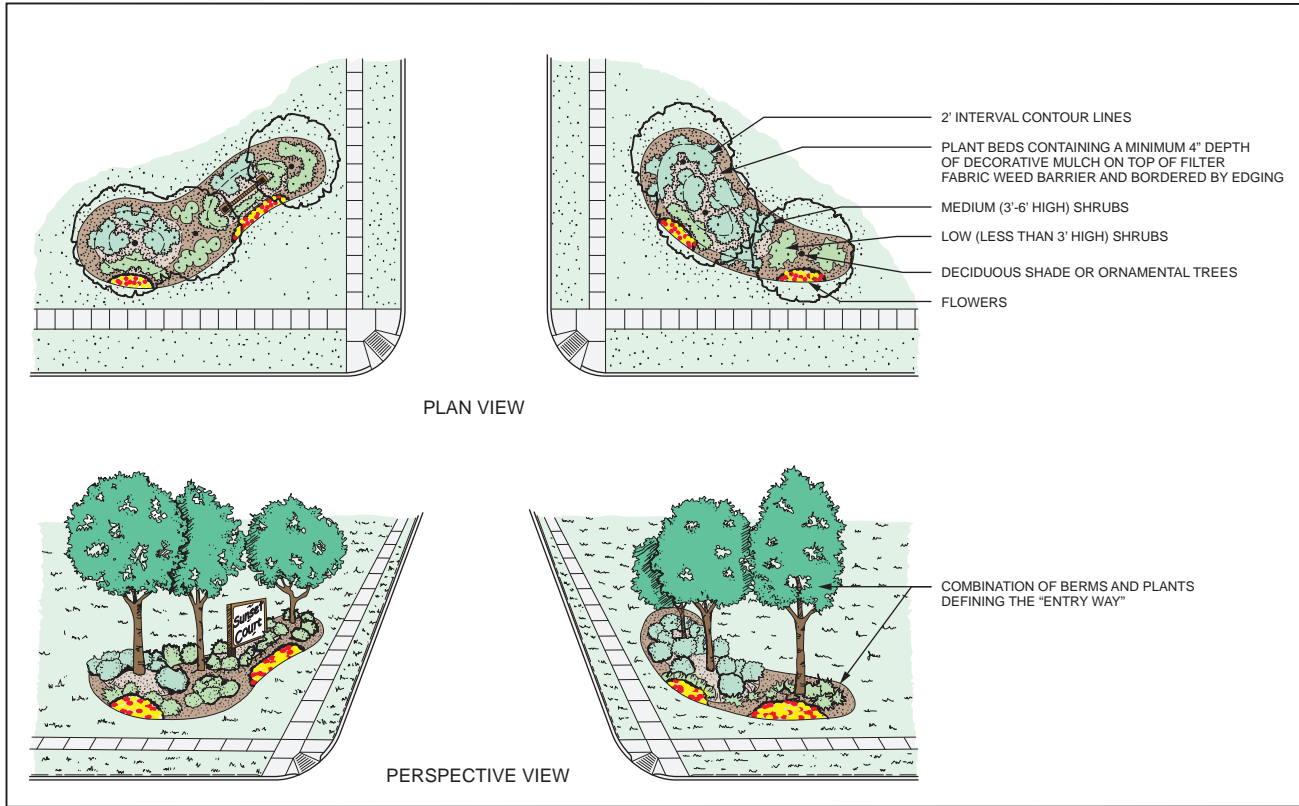 2' INTERVAL CONTOUR LINES
PLANT BEDS CONTAINING A MINIMUM 4" DEPTH
OF DECORATIVE MULCH ON TOP OF FILTER
FABRIC WEED BARRIER AND BORDERED BY EDGING
MEDIUM (3'-6' HIGH) SHRUBS
LOW (LESS THAN 3' HIGH) SHRUBS
DECIDUOUS SHADE OR ORNAMENTAL TREES
FLOWERS
PLAN VIEW
Sunset
Court
COMBINATION OF BERMS AND PLANTS
DEFINING THE "ENTRY WAY"
PERSPECTIVE VIEW